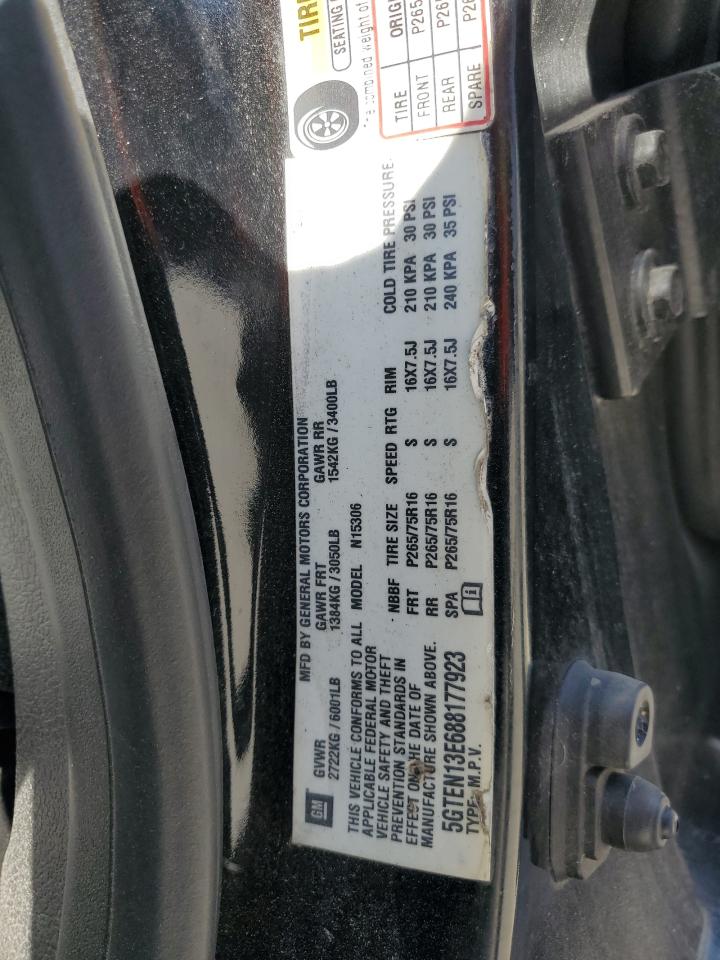 GM
MFD BY GENERAL MOTORS CORPORATION
GVWR GAWR FRT GAWR RR
2722KG / 6001LB 1384KG / 3050LB 1542KG / 3400LB
THIS VEHICLE CONFORMS TO ALL MODEL N15306
APPLICABLE FEDERAL MOTOR
VEHICLE SAFETY AND THEFT
PREVENTION STANDARDS IN
EFFECT ON THE DATE OF
MANUFACTURE SHOWN ABOVE.
5GTEN13E688177923
TYPE: M.P.V.
NBBF TIRE SIZE SPEED RTG RIM COLD TIRE PRESSURE
FRT P265/75R16 S 16X7.5J 210 KPA 30 PSI
RR P265/75R16 S 16X7.5J 210 KPA 30 PSI
SPA P265/75R16 S 16X7.5J 240 KPA 35 PSI
TIRE
SEATING
The combined weight of
TIRE ORIGI
FRONT P265
REAR P26
SPARE P26